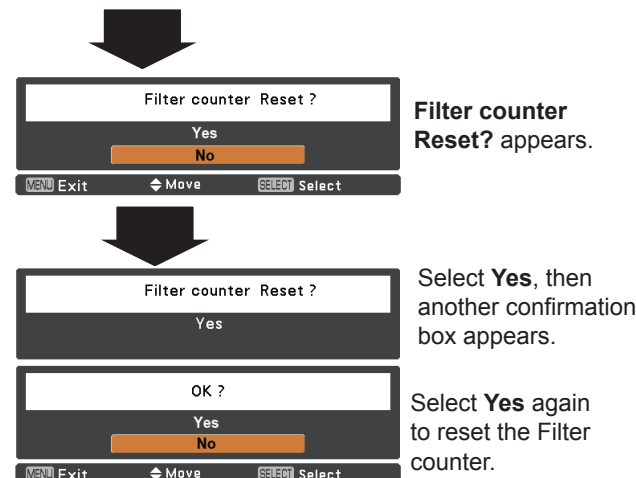 Filter counter Reset ?
Yes
No
MENU Exit Move SELECT Select
Filter counter
Reset? appears.
Filter counter Reset ?
Yes
Select Yes, then
another confirmation
box appears.
OK ?
Yes
No
MENU Exit Move SELECT Select
Select Yes again
to reset the Filter
counter.